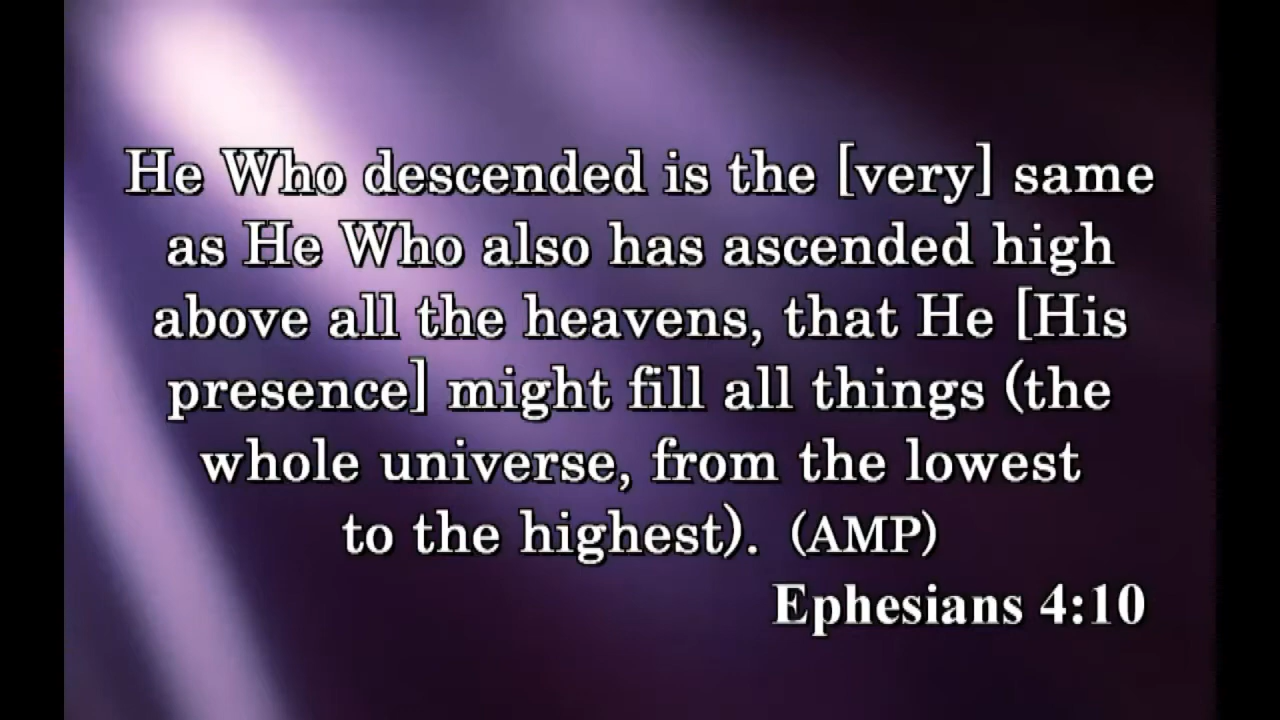 He Who descended is the [very] same
as He Who also has ascended high
above all the heavens, that He [His
presence] might fill all things (the
whole universe, from the lowest
to the highest). (AMP)
Ephesians 4:10